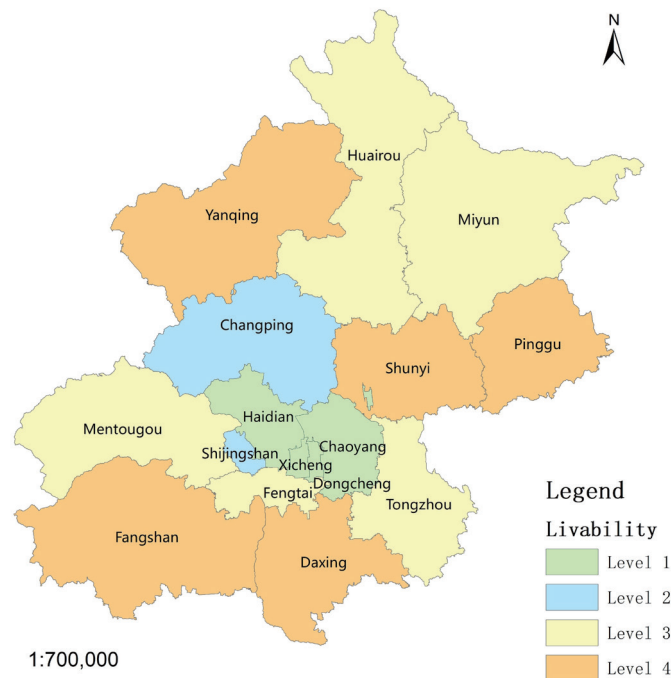 N
Huairou
Yanqing
Miyun
Changping
Pinggu
Shunyi
Haidian
Mentougou
Chaoyang
Shijingshan
Xicheng
Dongcheng
Fengtai
Tongzhou
Fangshan
Daxing
Legend
Livability
Level 1
Level 2
Level 3
Level 4
1:700,000